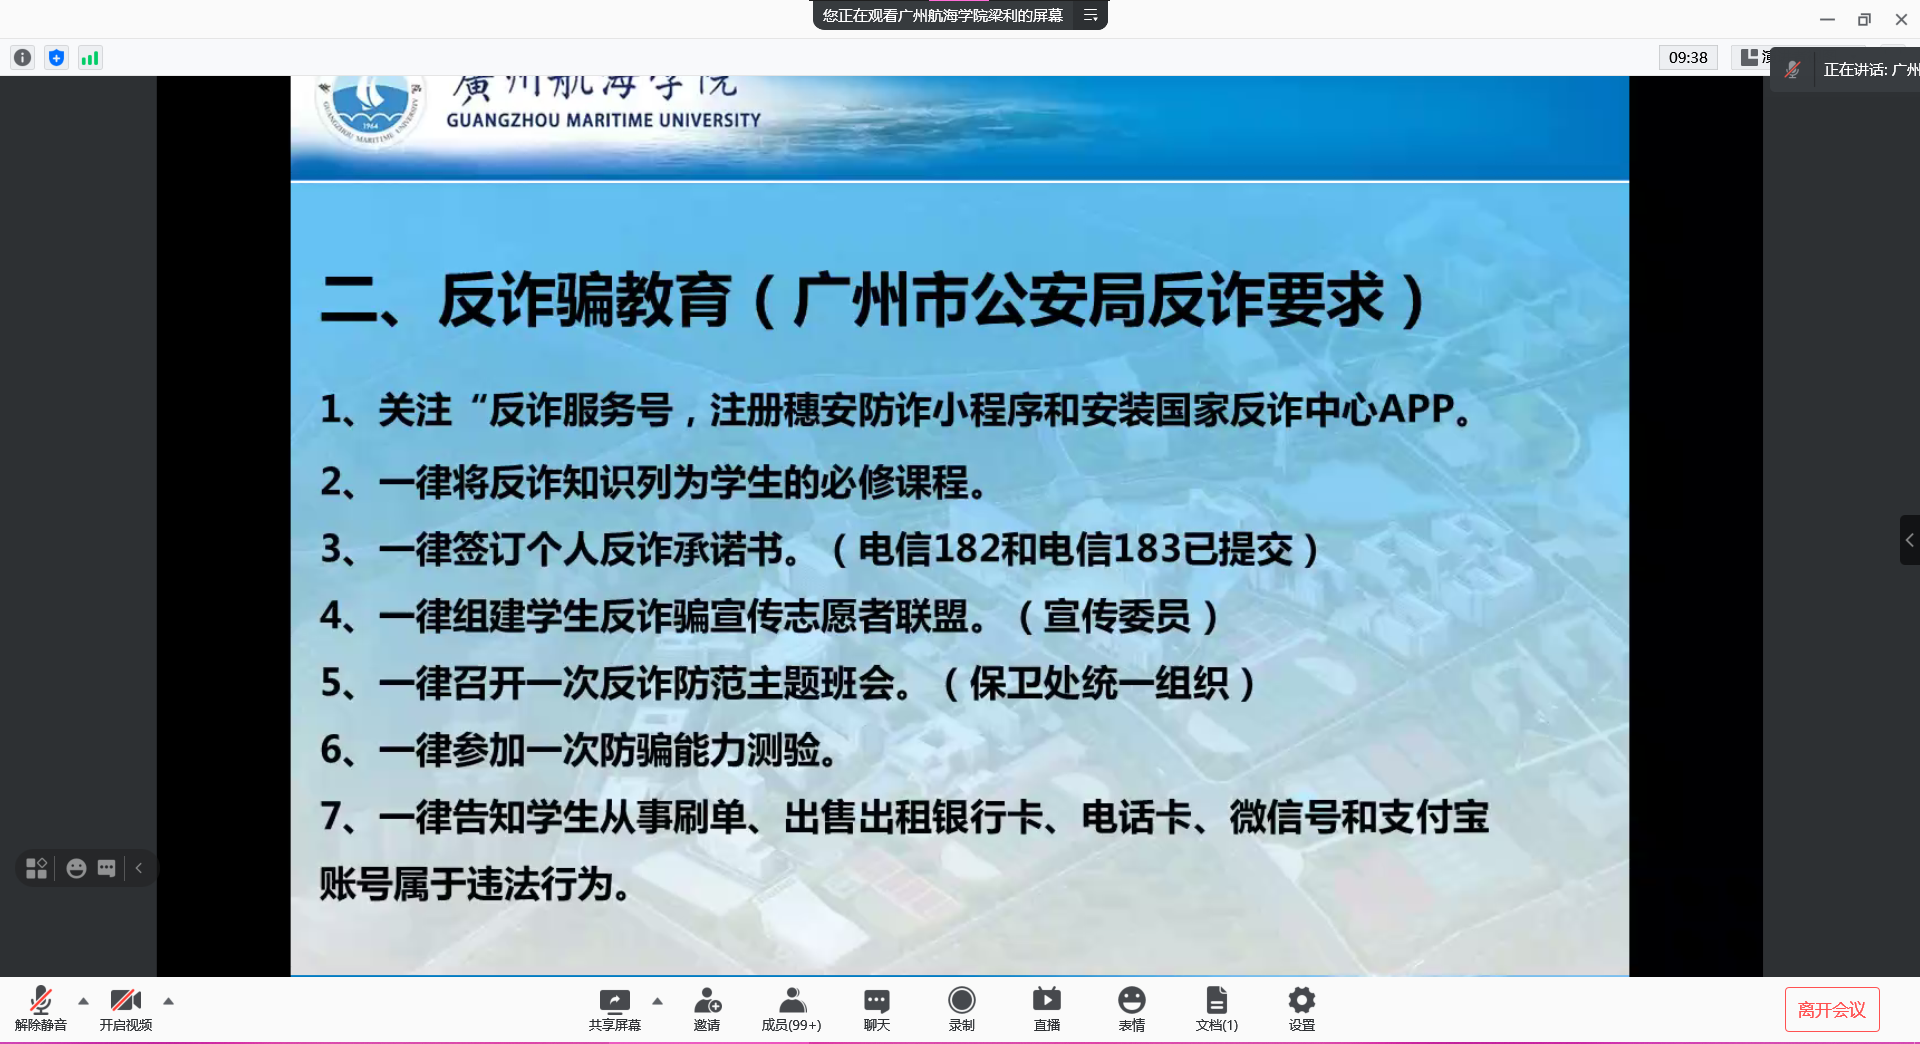 您正在观看广州航海学院梁利的屏幕
09:38
正在讲话: 广州
廣州航海学院
GUANGZHOU MARITIME UNIVERSITY
1964
GUANGZHOU MARITIME UNIVERSITY
二、反诈骗教育（广州市公安局反诈要求）
1、关注“反诈服务号，注册穗安防诈小程序和安装国家反诈中心APP。
2、一律将反诈知识列为学生的必修课程。
3、一律签订个人反诈承诺书。（电信182和电信183已提交）
4、一律组建学生反诈骗宣传志愿者联盟。（宣传委员）
5、一律召开一次反诈防范主题班会。（保卫处统一组织）
6、一律参加一次防骗能力测验。
7、一律告知学生从事刷单、出售出租银行卡、电话卡、微信号和支付宝
账号属于违法行为。
解除静音 开启视频 共享屏幕 邀请 成员(99+) 聊天 录制 直播 表情 文档(1) 设置 离开会议